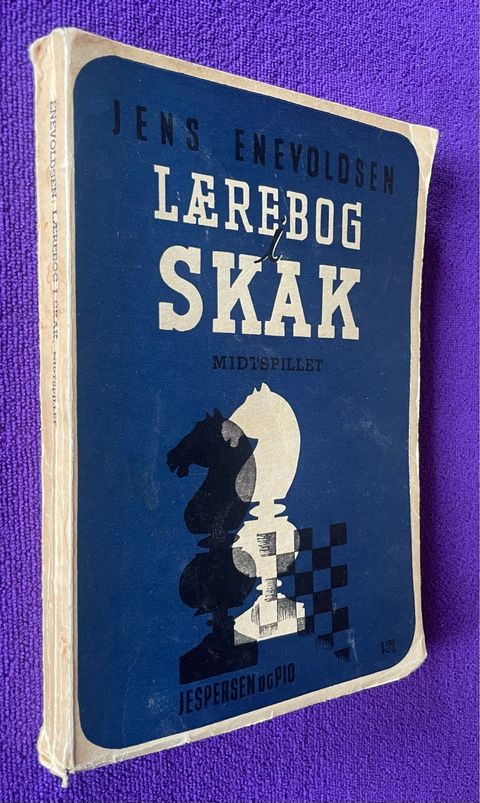 JENS ENEVOLDSEN
LÆREBOG
i
SKAK
MIDTSPILLET
JESPERSEN OG PIO
ENEVOLDSEN: LÆREBOG I SKAK. MIDTSPILLET